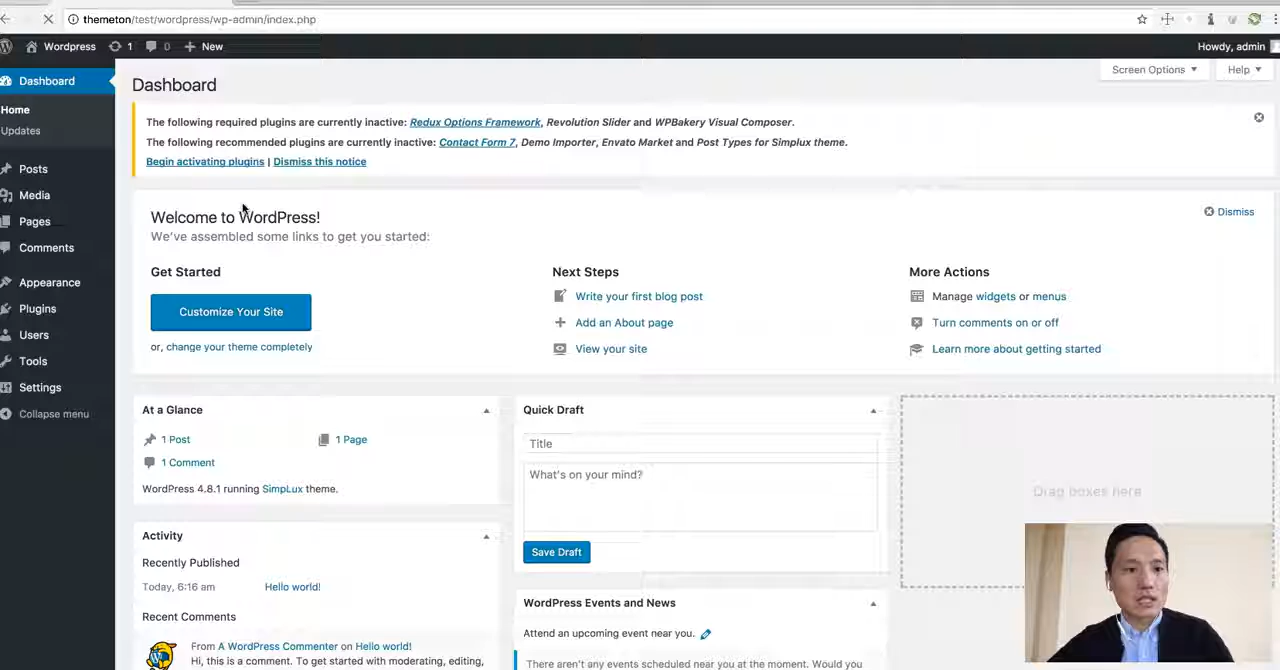 themeton/test/wordpress/wp-admin/index.php
Wordpress 1 0 New Howdy, admin
Screen Options Help
Dashboard
Home
Updates
Posts
Media
Pages
Comments
Appearance
Plugins
Users
Tools
Settings
Collapse menu
Dashboard
The following required plugins are currently inactive: Redux Options Framework, Revolution Slider and WPBakery Visual Composer.
The following recommended plugins are currently inactive: Contact Form 7, Demo Importer, Envato Market and Post Types for Simplux theme.
Begin activating plugins | Dismiss this notice
Welcome to WordPress!
Dismiss
We've assembled some links to get you started:
Get Started
Customize Your Site
or, change your theme completely
Next Steps
Write your first blog post
Add an About page
View your site
More Actions
Manage widgets or menus
Turn comments on or off
Learn more about getting started
At a Glance
1 Post 1 Page
1 Comment
WordPress 4.8.1 running SimpLux theme.
Activity
Recently Published
Today, 6:16 am Hello world!
Recent Comments
From A WordPress Commenter on Hello world!
Hi, this is a comment. To get started with moderating, editing,
Quick Draft
Title
What's on your mind?
Save Draft
WordPress Events and News
Attend an upcoming event near you.
There aren't any events scheduled near you at the moment. Would you
Drag boxes here